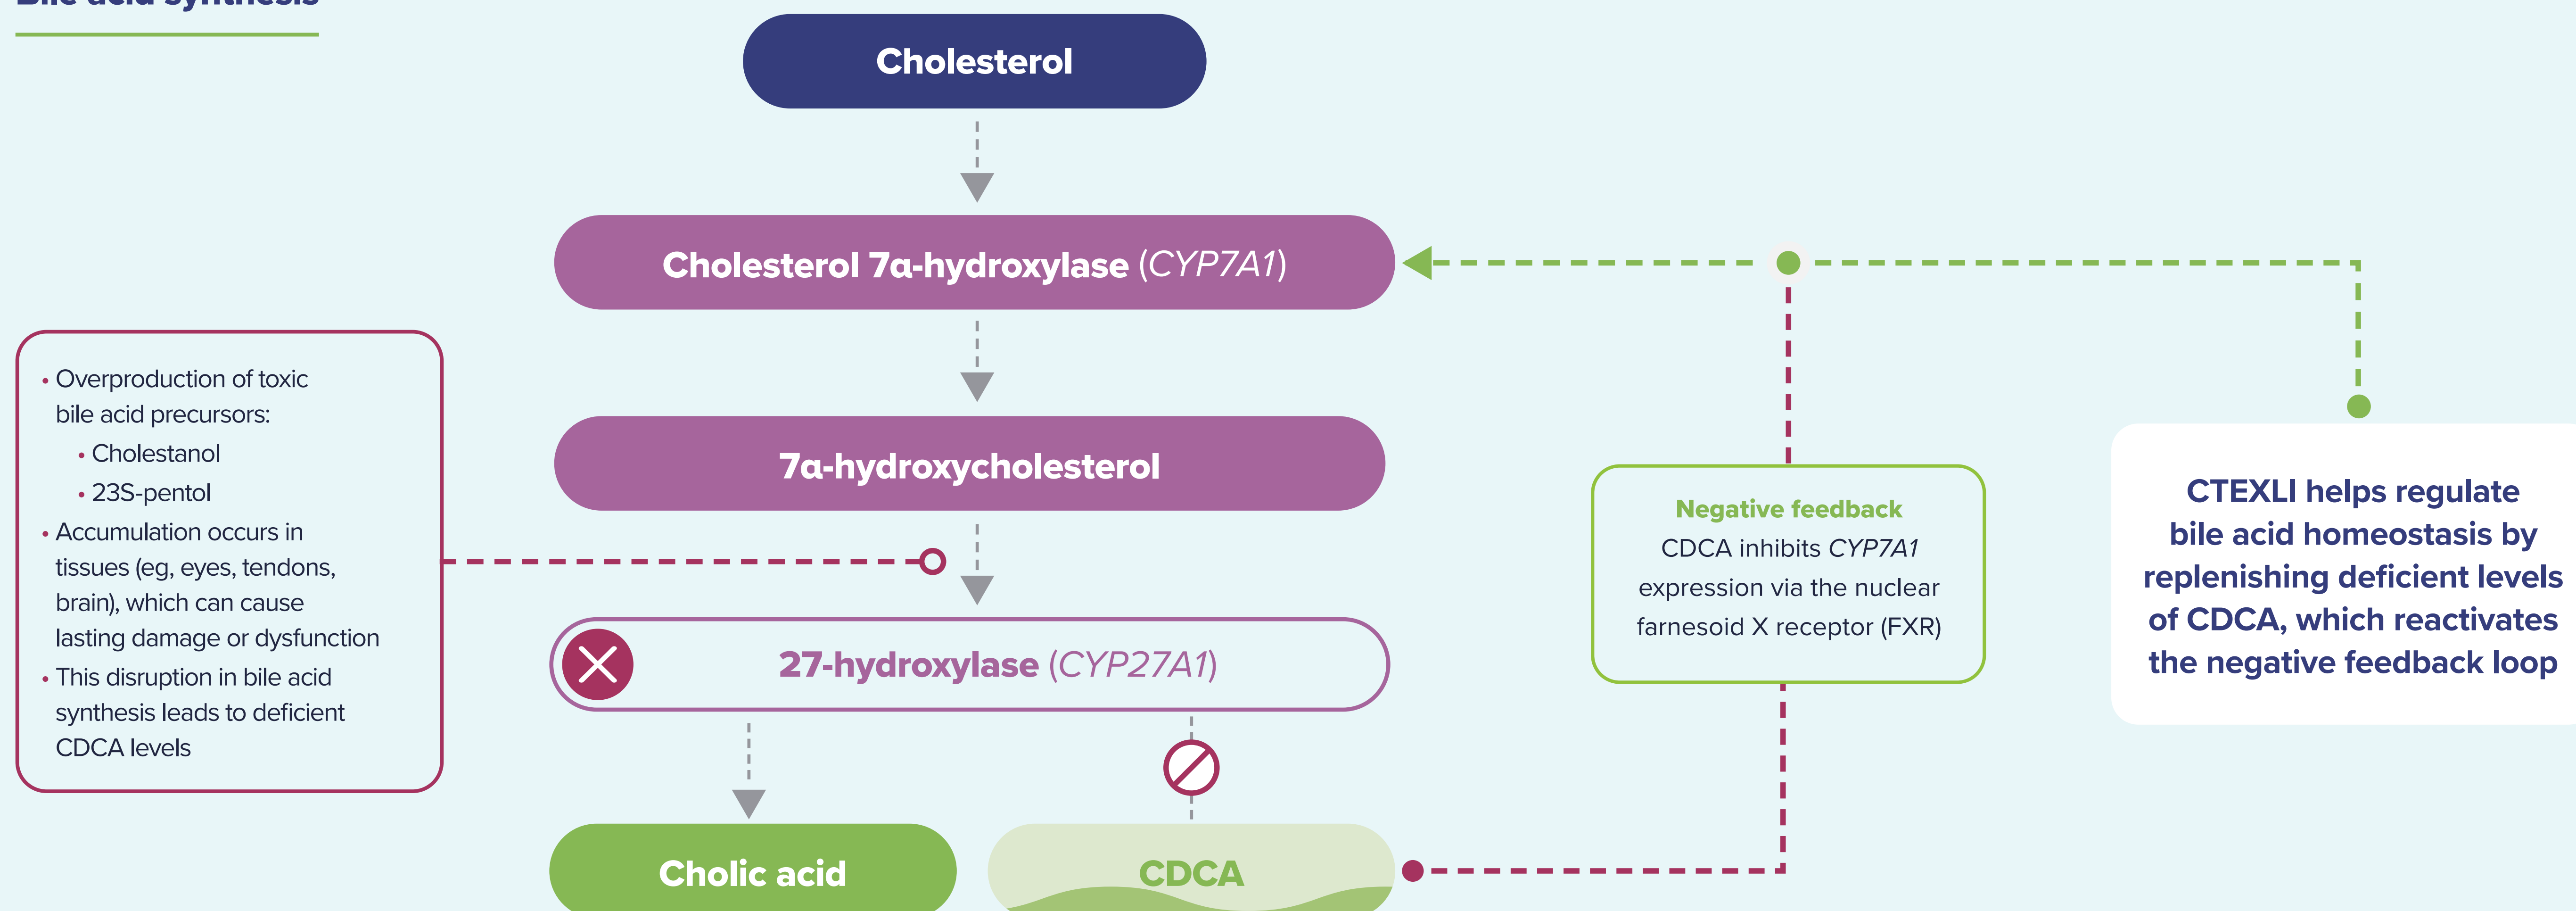 Bile acid synthesis
Cholesterol
Cholesterol 7α-hydroxylase (CYP7A1)
• Overproduction of toxic
bile acid precursors:
• Cholestanol
• 23S-pentol
• Accumulation occurs in
tissues (eg, eyes, tendons,
brain), which can cause
lasting damage or dysfunction
• This disruption in bile acid
synthesis leads to deficient
CDCA levels
7α-hydroxycholesterol
27-hydroxylase (CYP27A1)
Cholic acid
CDCA
Negative feedback
CDCA inhibits CYP7A1
expression via the nuclear
farnesoid X receptor (FXR)
CTEXLI helps regulate
bile acid homeostasis by
replenishing deficient levels
of CDCA, which reactivates
the negative feedback loop